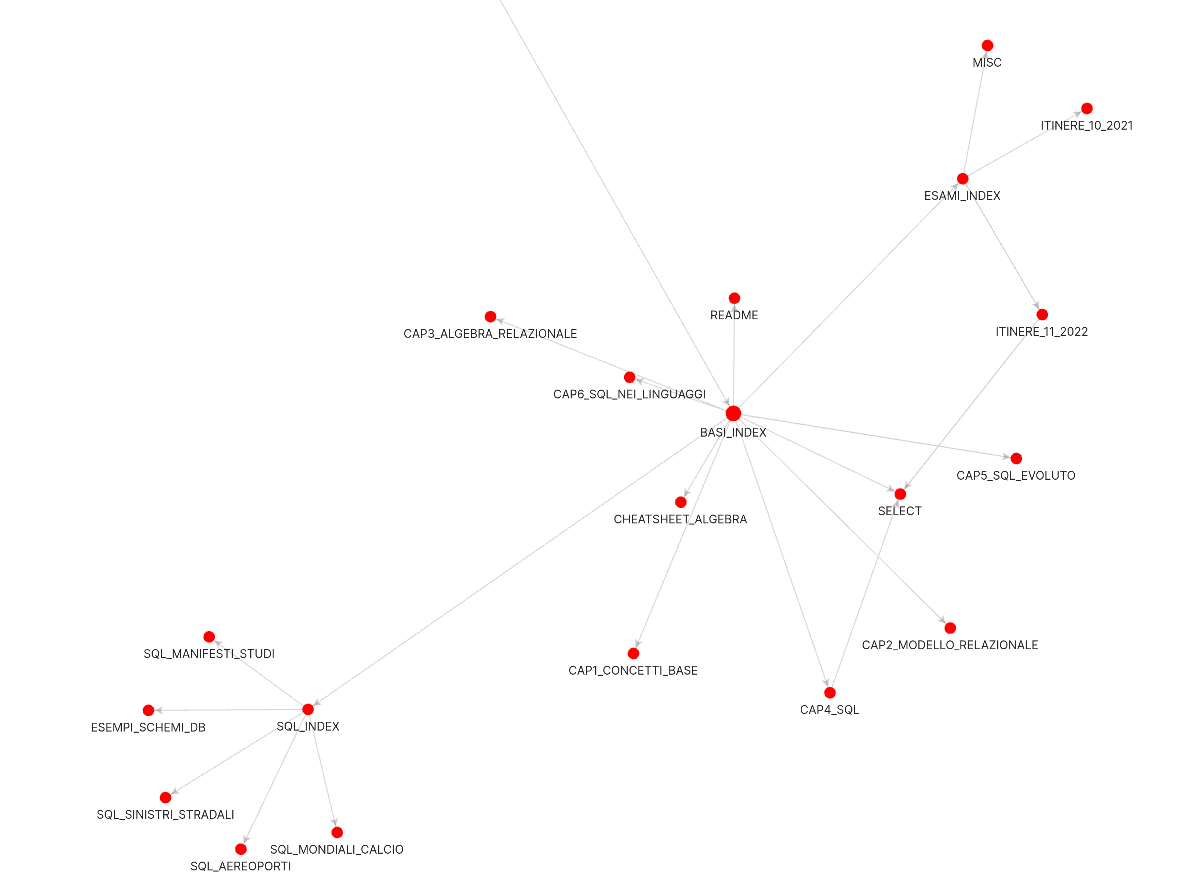 MISC
ITINERE_10_2021
ESAMI_INDEX
README
ITINERE_11_2022
CAP3_ALGEBRA_RELAZIONALE
CAP6_SQL_NEI_LINGUAGGI
BASI_INDEX
CAP5_SQL_EVOLUTO
SELECT
CHEATSHEET_ALGEBRA
CAP2_MODELLO_RELAZIONALE
SQL_MANIFESTI_STUDI
CAP1_CONCETTI_BASE
CAP4_SQL
ESEMPI_SCHEMI_DB
SQL_INDEX
SQL_SINISTRI_STRADALI
SQL_MONDIALI_CALCIO
SQL_AEREOPORTI